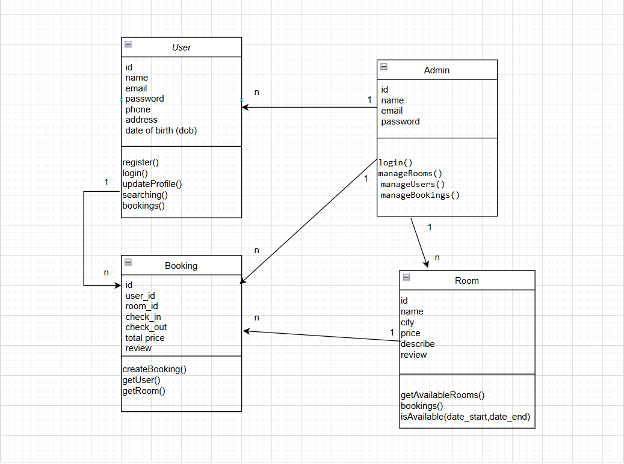 User
id
name
email
password
phone
address
date of birth (dob)
register()
login()
updateProfile()
searching()
bookings()
Admin
id
name
email
password
login()
manageRooms()
manageUsers()
manageBookings()
n
1
1
n
1
n
1
n
n
1
Booking
id
user_id
room_id
check_in
check_out
total price
review
createBooking()
getUser()
getRoom()
Room
id
name
city
price
describe
review
getAvailableRooms()
bookings()
isAvailable(date_start,date_end)